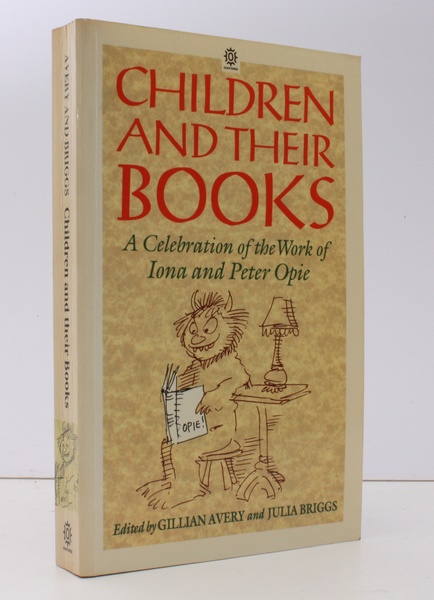 CHILDREN
AND THEIR
BOOKS
A Celebration of the Work of
Iona and Peter Opie
OPIE!
Edited by GILLIAN AVERY and JULIA BRIGGS
AVERY AND BRIGGS Children and their Books